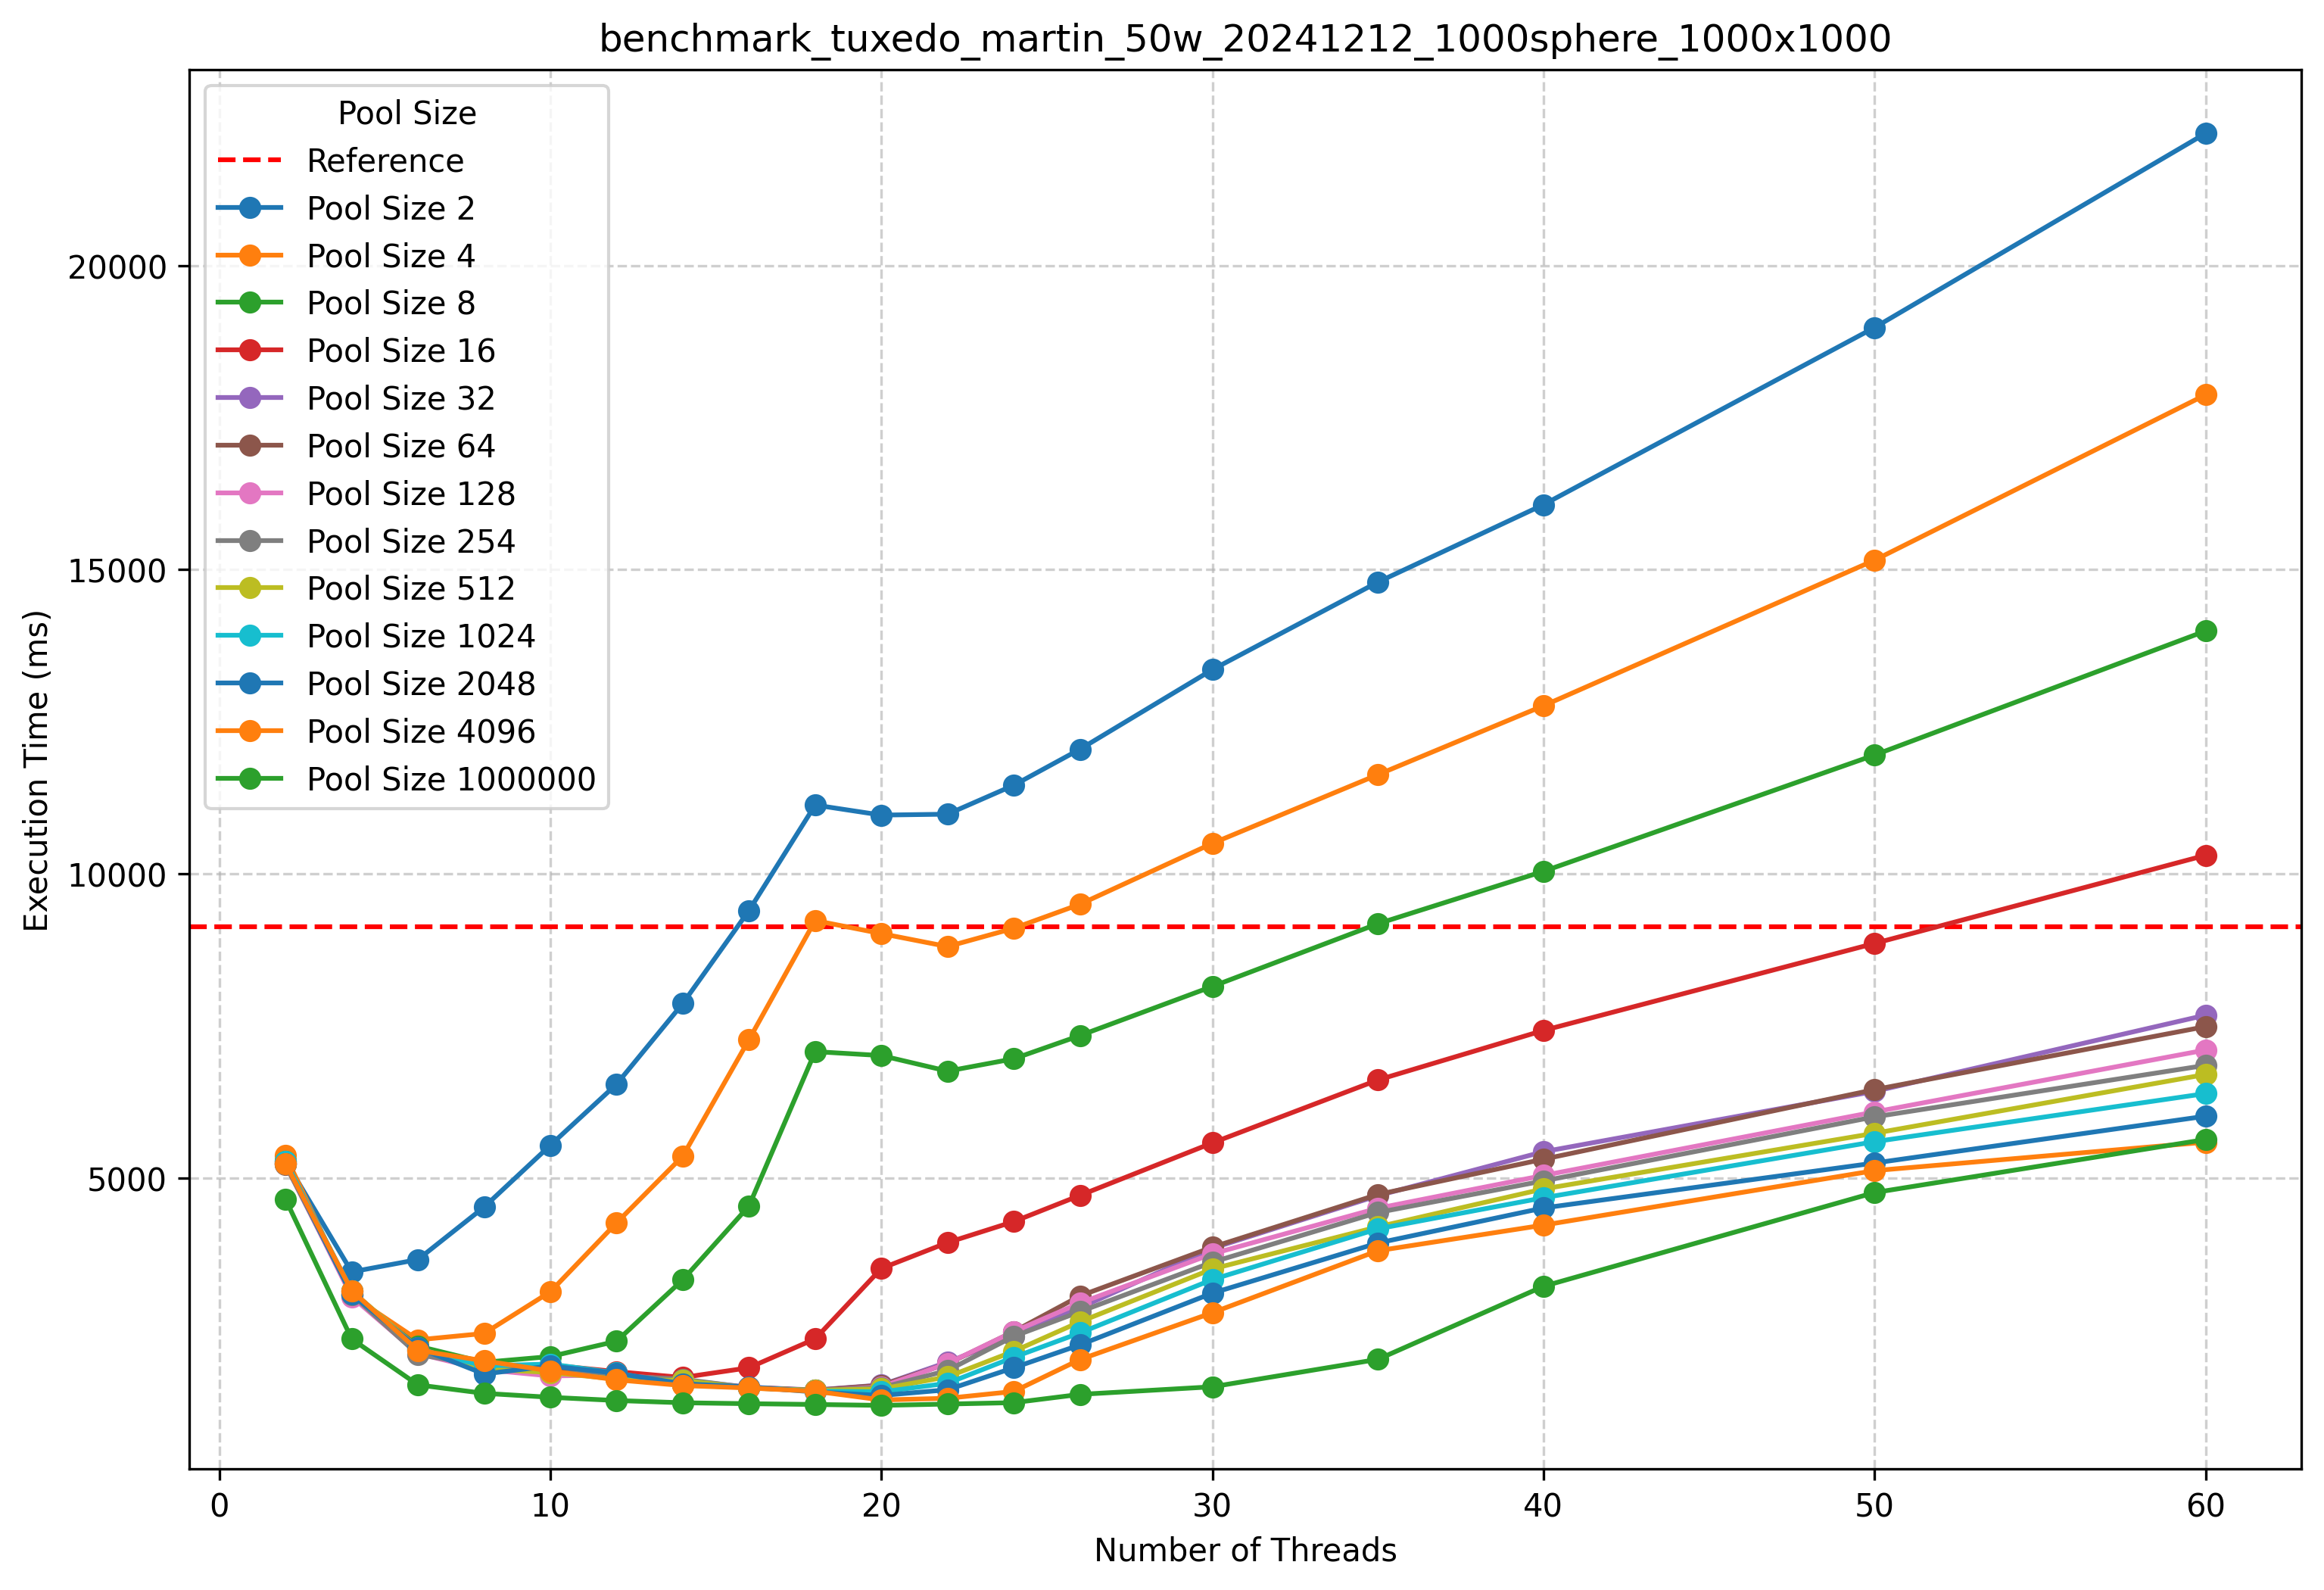 benchmark_tuxedo_martin_50w_20241212_1000sphere_1000x1000
Pool Size
Reference
Pool Size 2
Pool Size 4
Pool Size 8
Pool Size 16
Pool Size 32
Pool Size 64
Pool Size 128
Pool Size 254
Pool Size 512
Pool Size 1024
Pool Size 2048
Pool Size 4096
Pool Size 1000000
Execution Time (ms)
20000
15000
10000
5000
0 10 20 30 40 50 60
Number of Threads